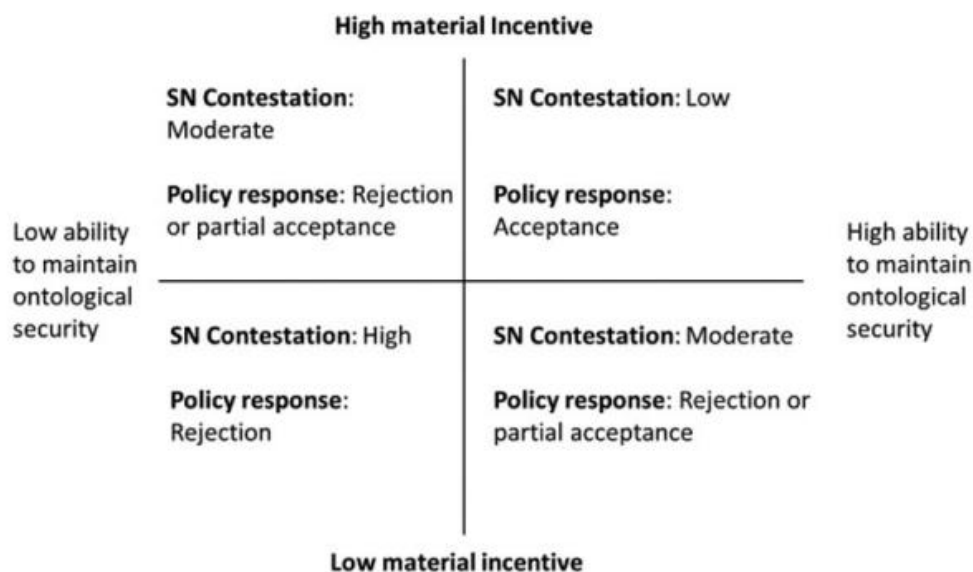 High material Incentive
SN Contestation:
Moderate
Policy response: Rejection
or partial acceptance
SN Contestation: Low
Policy response:
Acceptance
Low ability
to maintain
ontological
security
High ability
to maintain
ontological
security
SN Contestation: High
Policy response:
Rejection
SN Contestation: Moderate
Policy response: Rejection or
partial acceptance
Low material incentive